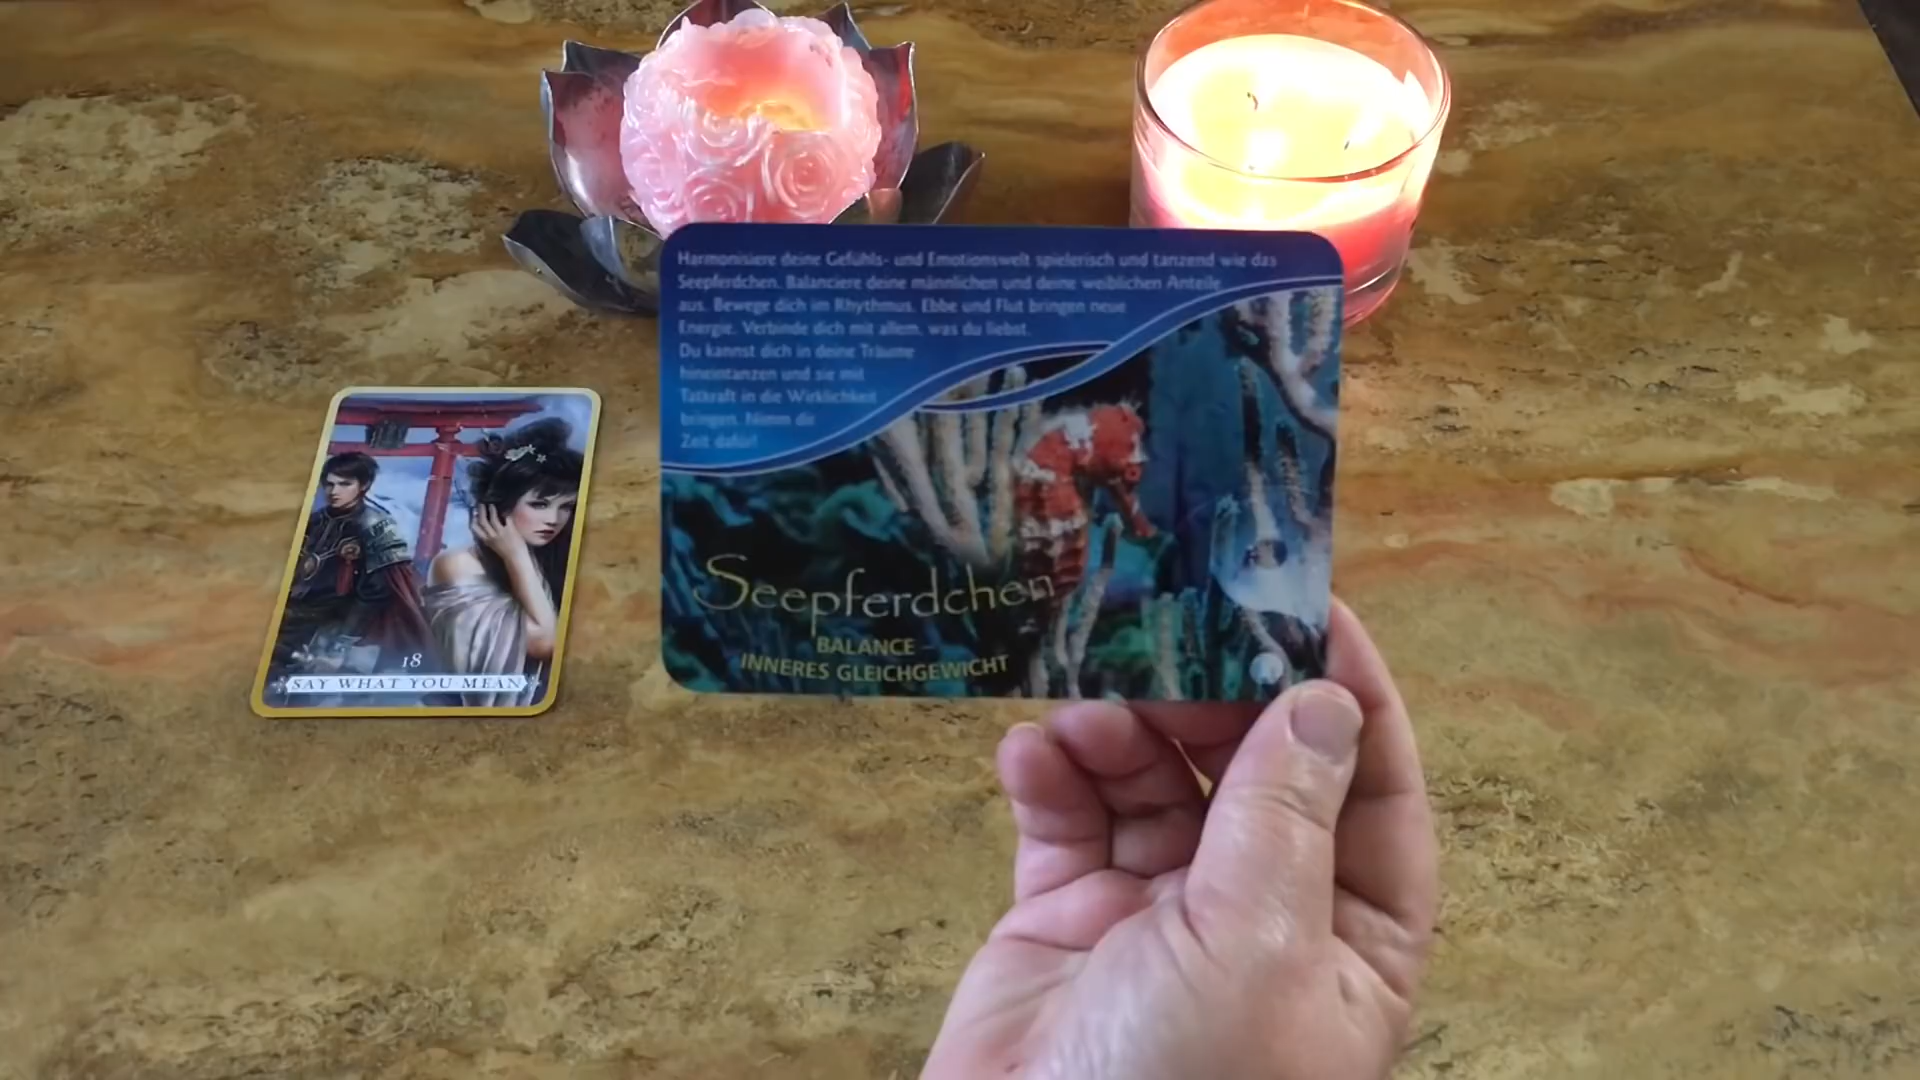 Harmonisiere deine Gefühls- und Emotionswelt spielerisch und tanzend wie das
Seepferdchen. Balanciere deine männlichen und deine weiblichen Anteile
aus. Bewege dich im Rhythmus. Ebbe und Flut bringen neue
Energie. Verbinde dich mit allem, was du liebst.
Du kannst dich in deine Träume
hineintanzen und sie mit
Tatkraft in die Wirklichkeit
bringen. Nimm dir
Zeit dafür!
Seepferdchen
BALANCE –
INNERES GLEICHGEWICHT
18
SAY WHAT YOU MEAN